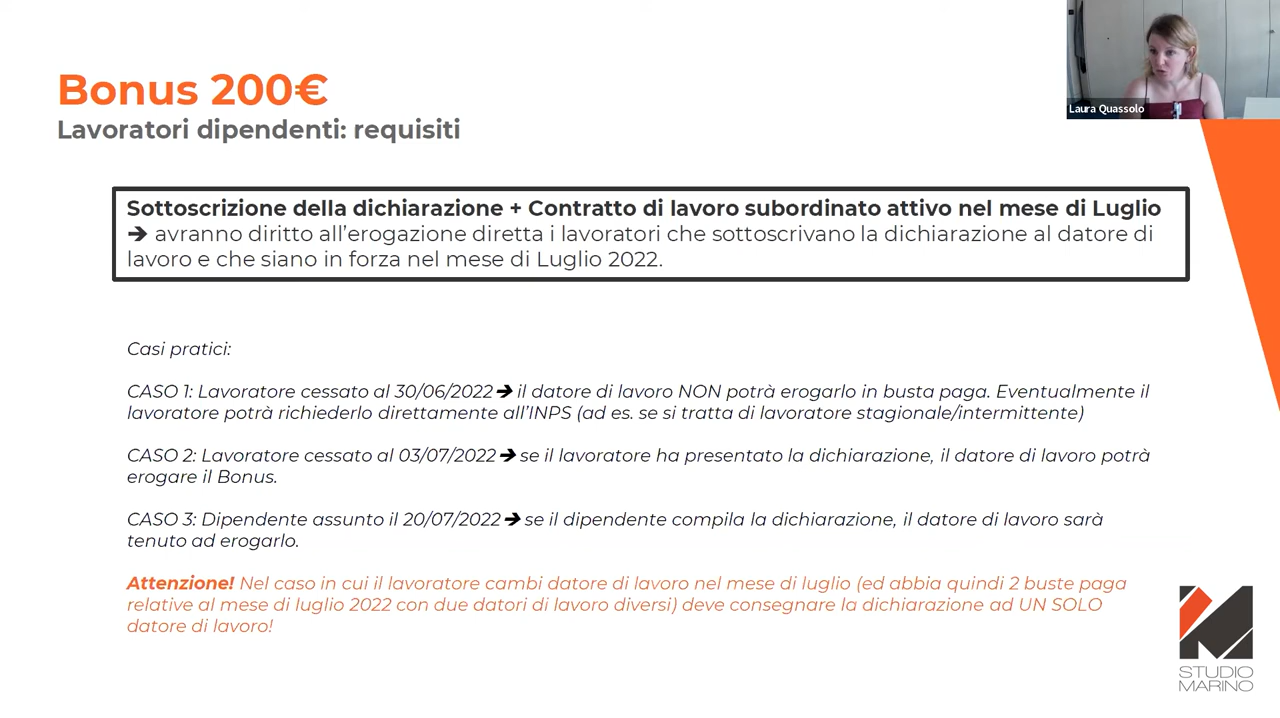 Bonus 200€
Lavoratori dipendenti: requisiti
Laura Quassolo
Sottoscrizione della dichiarazione + Contratto di lavoro subordinato attivo nel mese di Luglio
➔ avranno diritto all’erogazione diretta i lavoratori che sottoscrivano la dichiarazione al datore di
lavoro e che siano in forza nel mese di Luglio 2022.
Casi pratici:
CASO 1: Lavoratore cessato al 30/06/2022 ➔ il datore di lavoro NON potrà erogarlo in busta paga. Eventualmente il
lavoratore potrà richiederlo direttamente all’INPS (ad es. se si tratta di lavoratore stagionale/intermittente)
CASO 2: Lavoratore cessato al 03/07/2022 ➔ se il lavoratore ha presentato la dichiarazione, il datore di lavoro potrà
erogare il Bonus.
CASO 3: Dipendente assunto il 20/07/2022 ➔ se il dipendente compila la dichiarazione, il datore di lavoro sarà
tenuto ad erogarlo.
Attenzione! Nel caso in cui il lavoratore cambi datore di lavoro nel mese di luglio (ed abbia quindi 2 buste paga
relative al mese di luglio 2022 con due datori di lavoro diversi) deve consegnare la dichiarazione ad UN SOLO
datore di lavoro!
STUDIO
MARINO